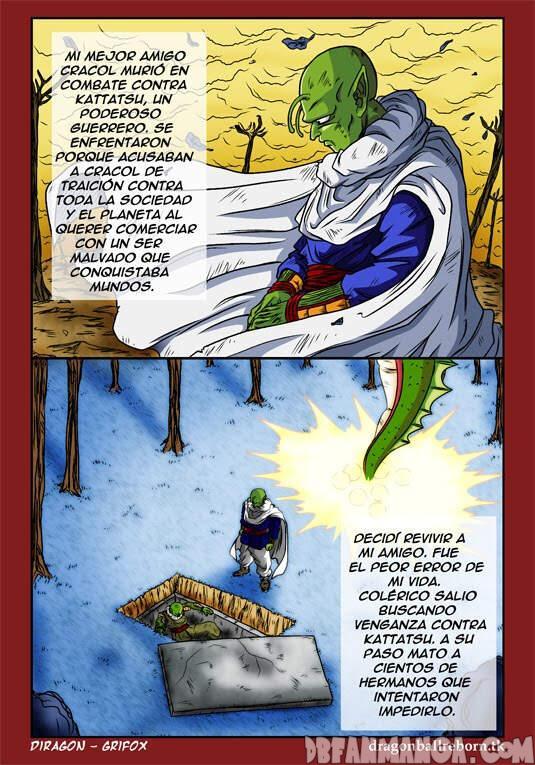 MI MEJOR AMIGO
CRACOL MURIÓ EN
COMBATE CONTRA
KATTATSU, UN
PODEROSO
GUERRERO. SE
ENFRENTARON
PORQUE ACUSABAN
A CRACOL DE
TRAICIÓN CONTRA
TODA LA SOCIEDAD
Y EL PLANETA AL
QUERER COMERCIAR
CON UN SER
MALVADO QUE
CONQUISTABA
MUNDOS.
DECIDÍ REVIVIR A
MI AMIGO. FUE
EL PEOR ERROR DE
MI VIDA.
COLÉRICO SALIO
BUSCANDO
VENGANZA CONTRA
KATTATSU. A SU
PASO MATO A
CIENTOS DE
HERMANOS QUE
INTENTARON
IMPEDIRLO.
DIRAGON - GRIFOX
dragonballreborn.tk
DBFANMANGA.COM